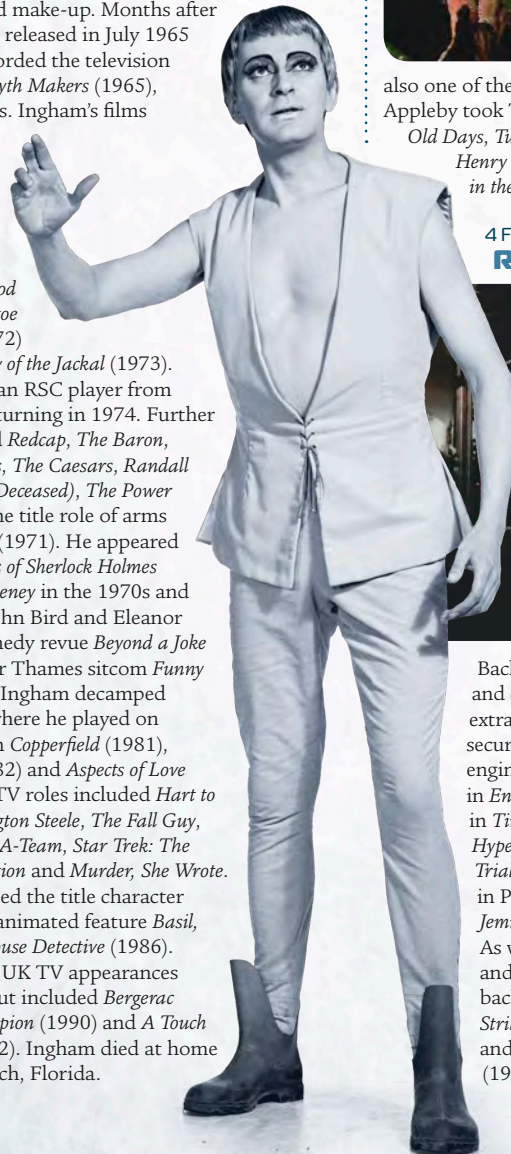 d make-up. Months after
released in July 1965
orded the television
yth Makers (1965),
s. Ingham’s films
od
oe
72)
y of the Jackal (1973).
an RSC player from
turning in 1974. Further
d Redcap, The Baron,
s, The Caesars, Randall
Deceased), The Power
he title role of arms
(1971). He appeared
s of Sherlock Holmes
eeney in the 1970s and
ohn Bird and Eleanor
medy revue Beyond a Joke
r Thames sitcom Funny
Ingham decamped
where he played on
n Copperfield (1981),
82) and Aspects of Love
TV roles included Hart to
gton Steele, The Fall Guy,
A-Team, Star Trek: The
tion and Murder, She Wrote.
ed the title character
animated feature Basil,
ouse Detective (1986).
UK TV appearances
ut included Bergerac
pion (1990) and A Touch
2). Ingham died at home
ch, Florida.
also one of the
Appleby took
Old Days, Tu
Henry
in the
4 F
R
Bac
and
extra
secur
engin
in En
in Ti
Hype
Trial
in P
Jem
As w
and
bac
Stri
and
(19